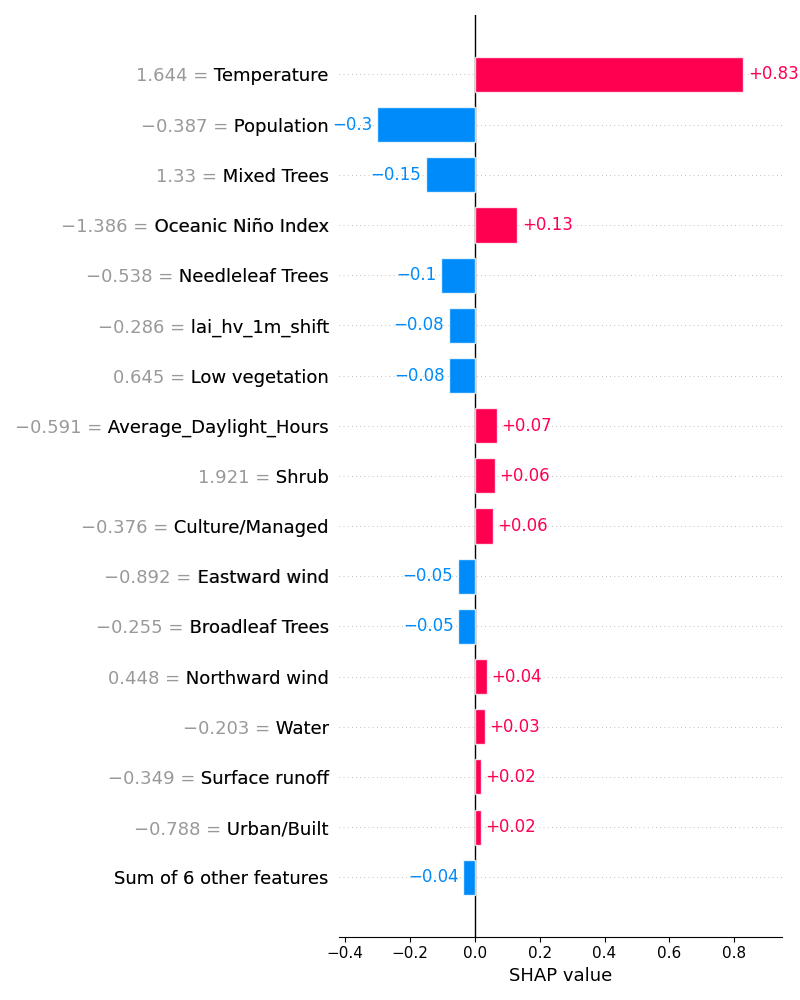 1.644 = Temperature +0.83
−0.387 = Population −0.3
1.33 = Mixed Trees −0.15
−1.386 = Oceanic Niño Index +0.13
−0.538 = Needleleaf Trees −0.1
−0.286 = lai_hv_1m_shift −0.08
0.645 = Low vegetation −0.08
−0.591 = Average_Daylight_Hours +0.07
1.921 = Shrub +0.06
−0.376 = Culture/Managed +0.06
−0.892 = Eastward wind −0.05
−0.255 = Broadleaf Trees −0.05
0.448 = Northward wind +0.04
−0.203 = Water +0.03
−0.349 = Surface runoff +0.02
−0.788 = Urban/Built +0.02
Sum of 6 other features −0.04
−0.4 −0.2 0.0 0.2 0.4 0.6 0.8
SHAP value